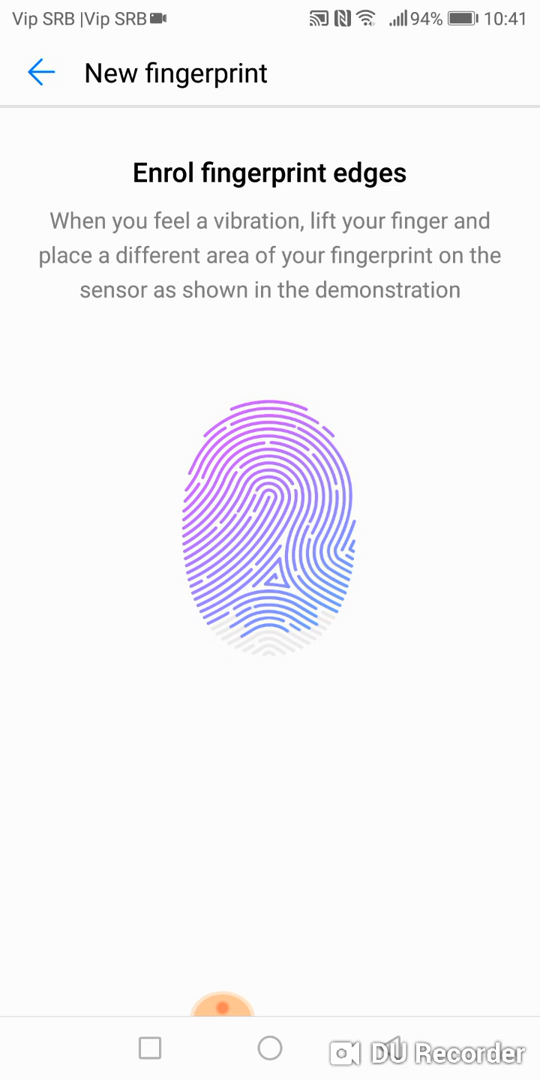 Vip SRB |Vip SRB 94% 10:41
New fingerprint
Enrol fingerprint edges
When you feel a vibration, lift your finger and
place a different area of your fingerprint on the
sensor as shown in the demonstration
DU Recorder